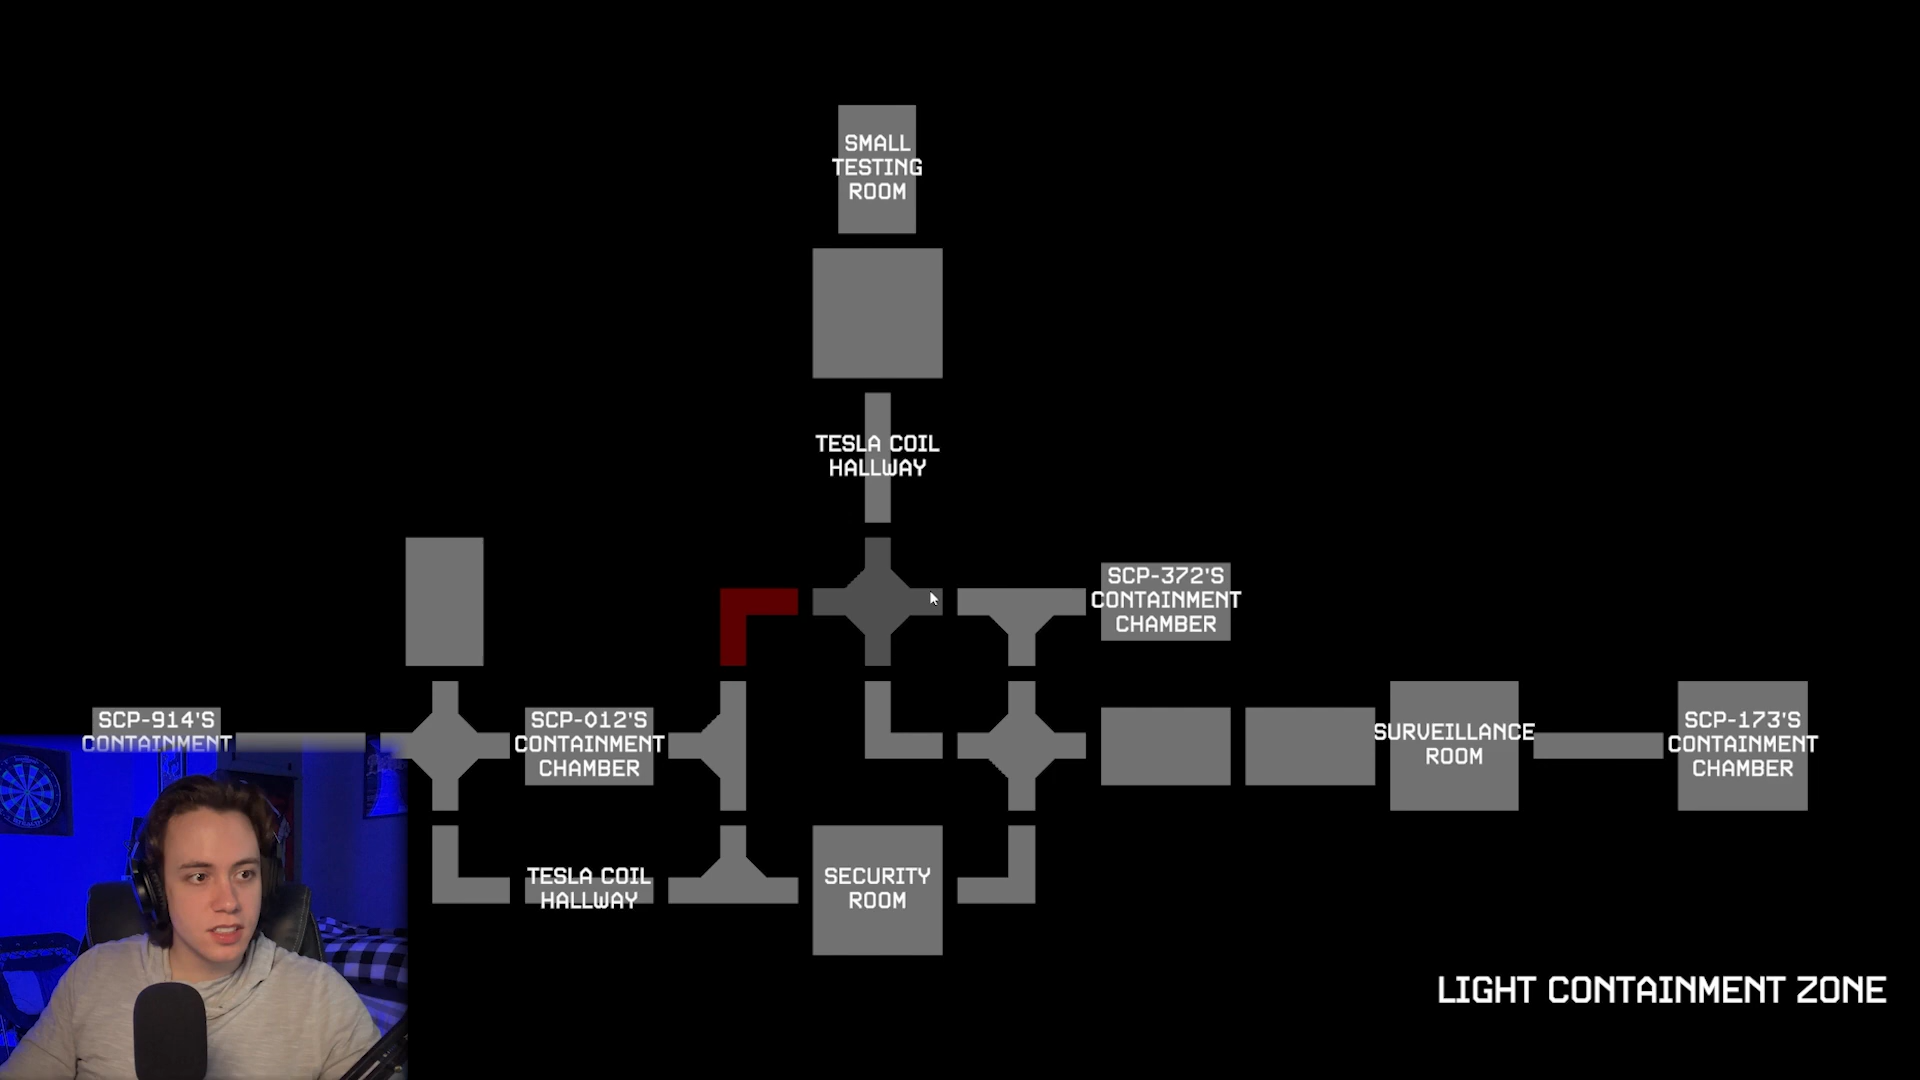 SMALL
TESTING
ROOM
TESLA COIL
HALLWAY
SCP-372'S
CONTAINMENT
CHAMBER
SCP-914'S
CONTAINMENT
SCP-012'S
CONTAINMENT
CHAMBER
SURVEILLANCE
ROOM
SCP-173'S
CONTAINMENT
CHAMBER
TESLA COIL
HALLWAY
SECURITY
ROOM
LIGHT CONTAINMENT ZONE